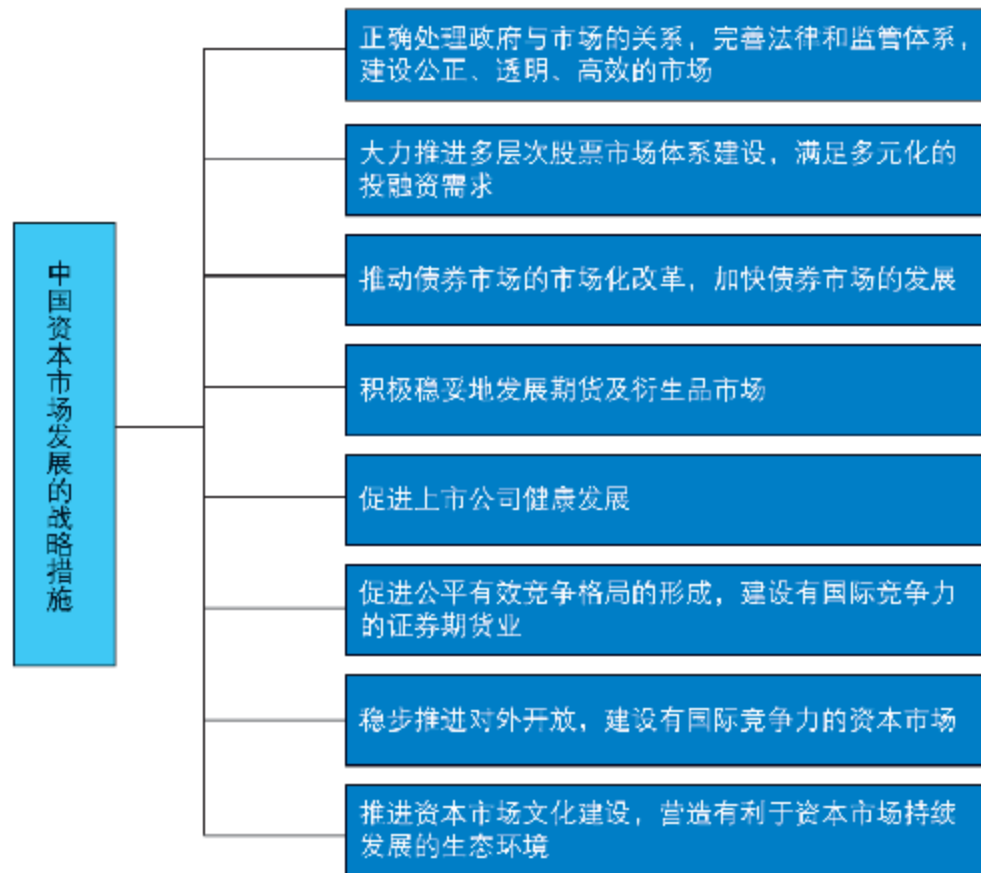 中国资本市场发展的战略措施
正确处理政府与市场的关系，完善法律和监管体系，
建设公正、透明、高效的市场
大力推进多层次股票市场体系建设，满足多元化的
投融资需求
推动债券市场的市场化改革，加快债券市场的发展
积极稳妥地发展期货及衍生品市场
促进上市公司健康发展
促进公平有效竞争格局的形成，建设有国际竞争力
的证券期货业
稳步推进对外开放，建设有国际竞争力的资本市场
推进资本市场文化建设，营造有利于资本市场持续
发展的生态环境